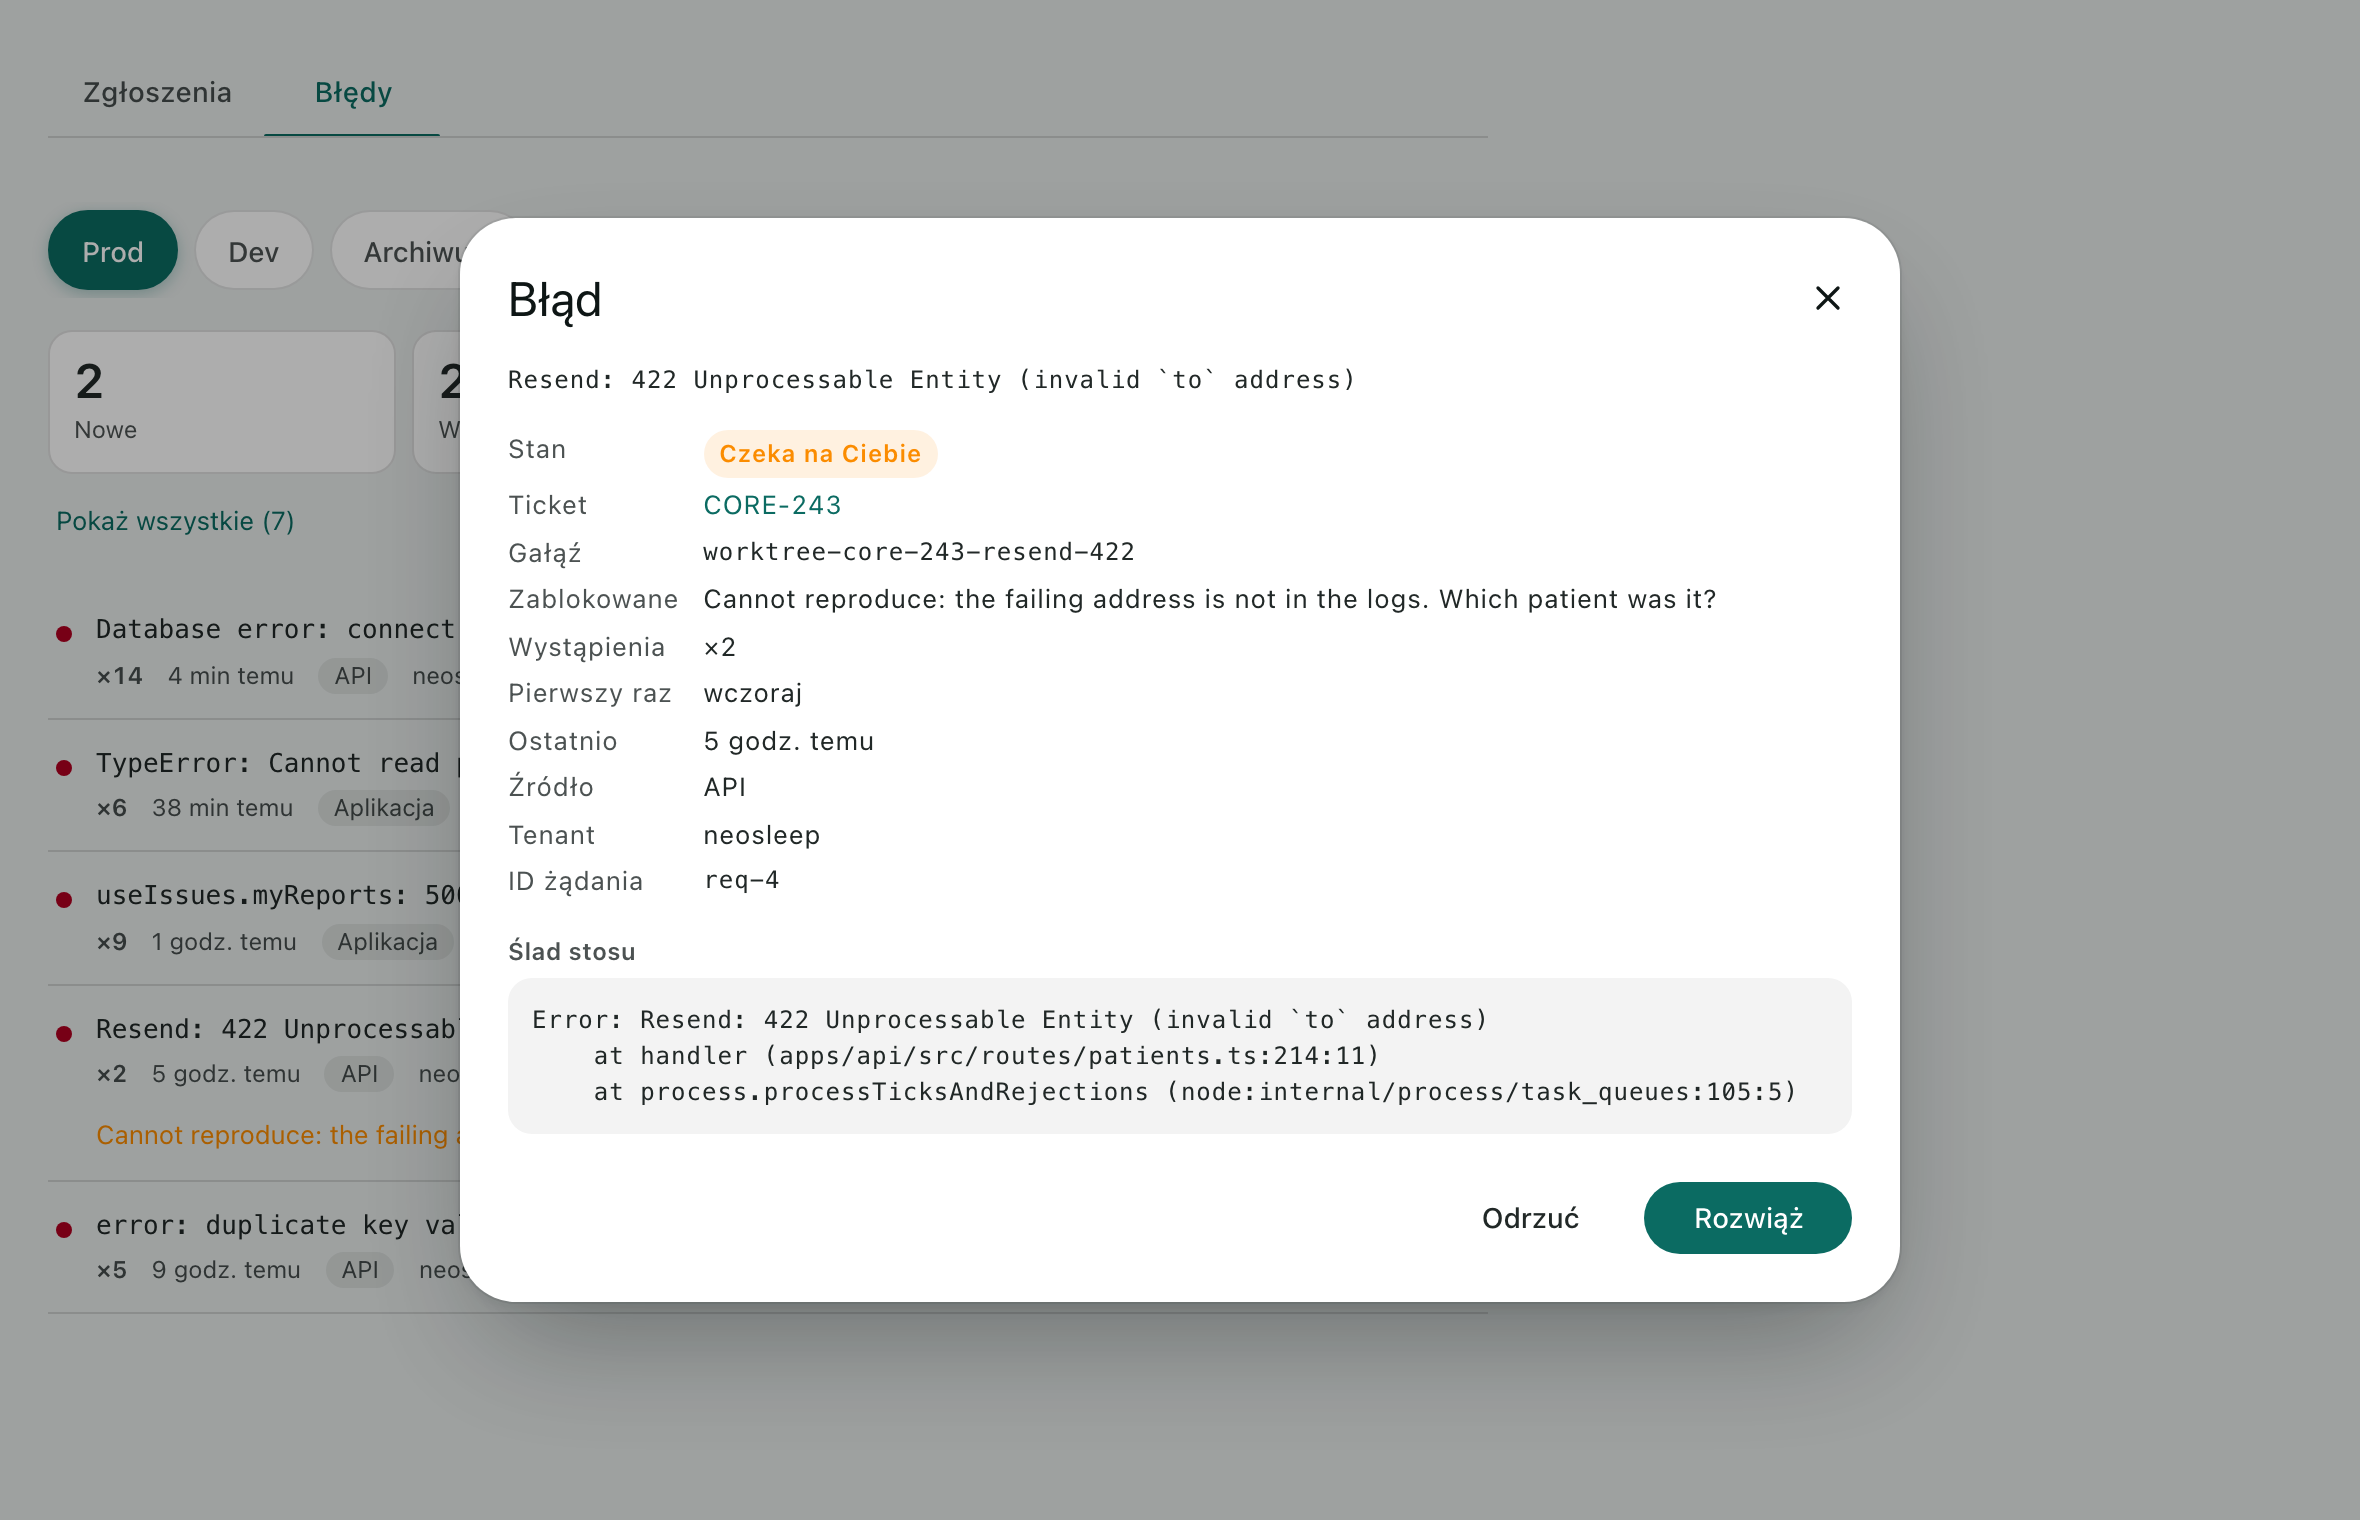 Zgłoszenia Błędy
Prod Dev
2
Nowe
2
Pokaż wszystkie (7)
Database error: connect
×14 4 min temu API
TypeError: Cannot read
×6 38 min temu Aplikacja
useIssues.myReports:
×9 1 godz. temu Aplikacja
Resend: 422
×2 5 godz. temu API
Cannot reproduce: the failing
error: duplicate key
×5 9 godz. temu API
Błąd
Resend: 422 Unprocessable Entity (invalid `to` address)
Stan Czeka na Ciebie
Ticket CORE-243
Gałąź worktree-core-243-resend-422
Zablokowane Cannot reproduce: the failing address is not in the logs. Which patient was it?
Wystąpienia ×2
Pierwszy raz wczoraj
Ostatnio 5 godz. temu
Źródło API
Tenant neosleep
ID żądania req-4
Ślad stosu
Error: Resend: 422 Unprocessable Entity (invalid `to` address)
at handler (apps/api/src/routes/patients.ts:214:11)
at process.processTicksAndRejections (node:internal/process/task_queues:105:5)
Odrzuć Rozwiąż